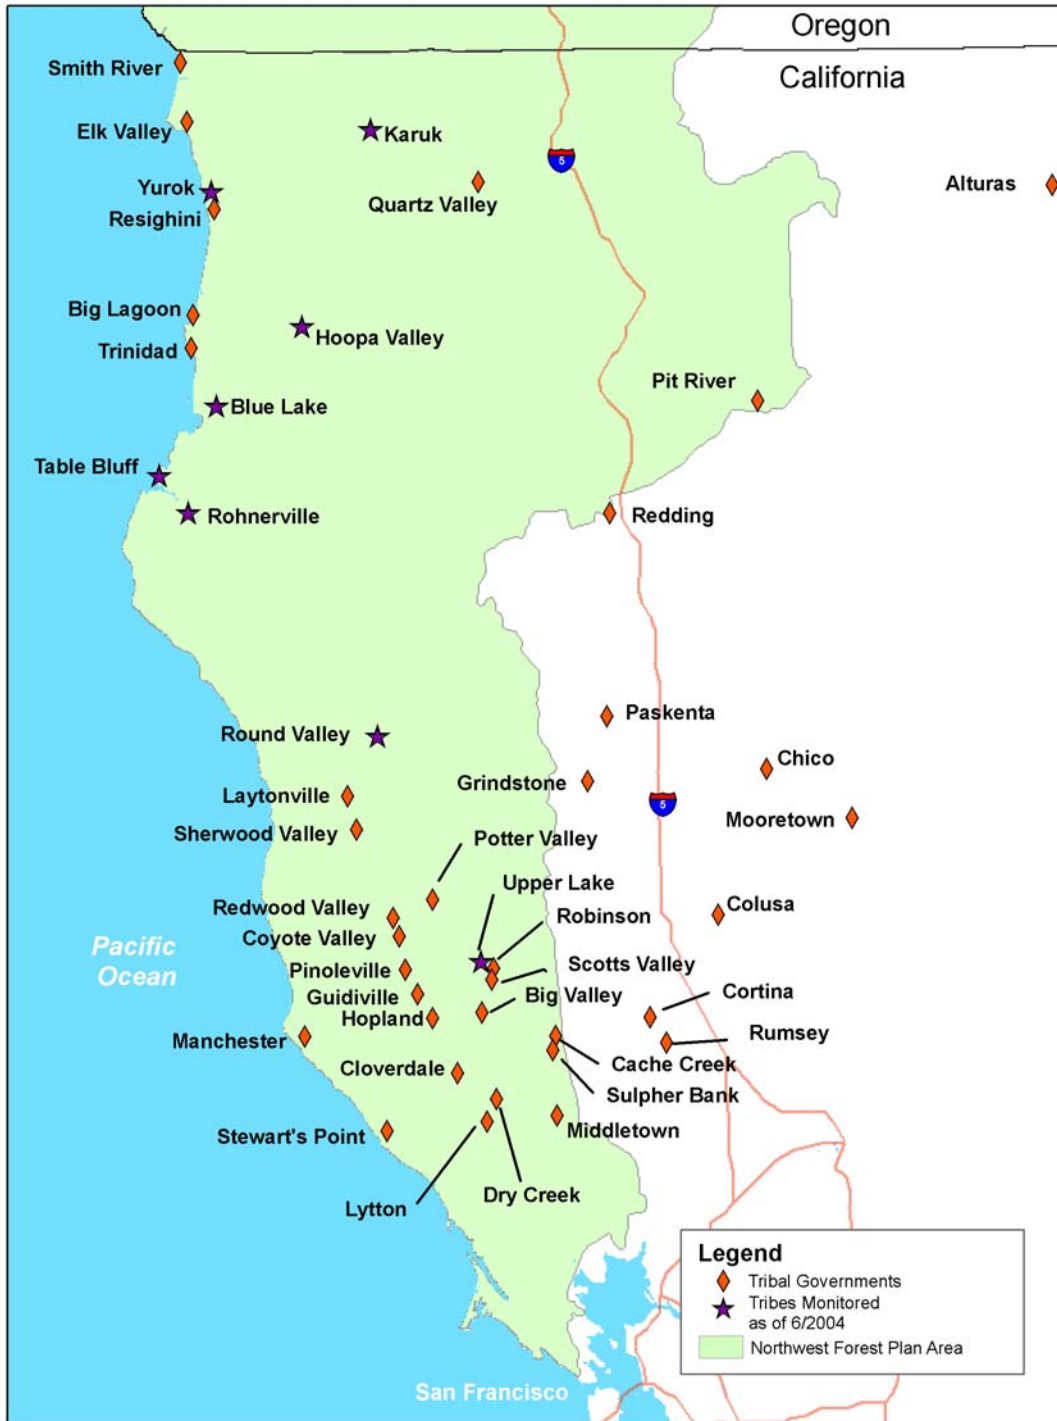 Oregon
California
Smith River
Elk Valley
Karuk
5
Yurok
Resighini
Quartz Valley
Alturas
Big Lagoon
Trinidad
Hoopa Valley
Pit River
Blue Lake
Table Bluff
Rohnerville
Redding
Round Valley
Paskenta
Laytonville
Grindstone
Chico
5
Mooretown
Sherwood Valley
Potter Valley
Upper Lake
Redwood Valley
Robinson
Colusa
Coyote Valley
Pacific
Ocean
Pinoleville
Scotts Valley
Guidiville
Big Valley
Cortina
Hopland
Manchester
Rumsey
Cloverdale
Cache Creek
Sulpher Bank
Stewart's Point
Middletown
Lytton
Dry Creek
Legend
Tribal Governments
Tribes Monitored
as of 6/2004
Northwest Forest Plan Area
San Francisco